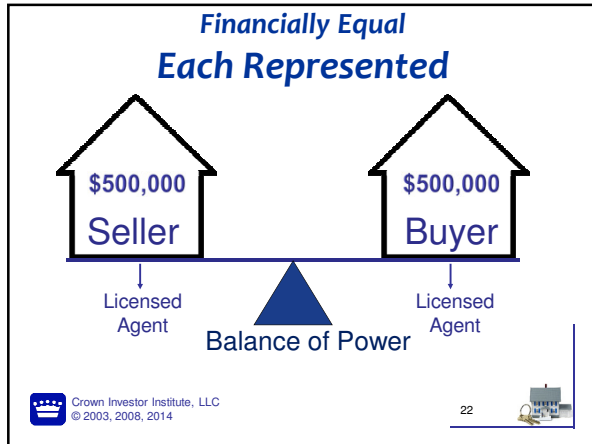 Financially Equal
Each Represented
$500,000
Seller
$500,000
Buyer
Licensed
Agent
Licensed
Agent
Balance of Power
Crown Investor Institute, LLC
© 2003, 2008, 2014
22